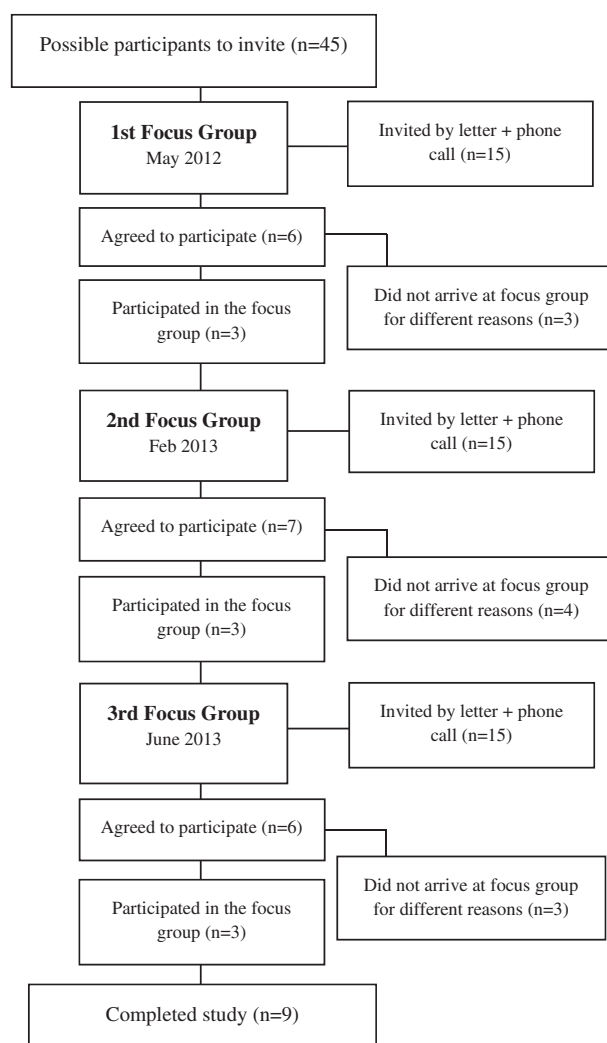 Possible participants to invite (n=45)
1st Focus Group
May 2012
Invited by letter + phone
call (n=15)
Agreed to participate (n=6)
Did not arrive at focus group
for different reasons (n=3)
Participated in the focus
group (n=3)
2nd Focus Group
Feb 2013
Invited by letter + phone
call (n=15)
Agreed to participate (n=7)
Did not arrive at focus group
for different reasons (n=4)
Participated in the focus
group (n=3)
3rd Focus Group
June 2013
Invited by letter + phone
call (n=15)
Agreed to participate (n=6)
Did not arrive at focus group
for different reasons (n=3)
Participated in the focus
group (n=3)
Completed study (n=9)